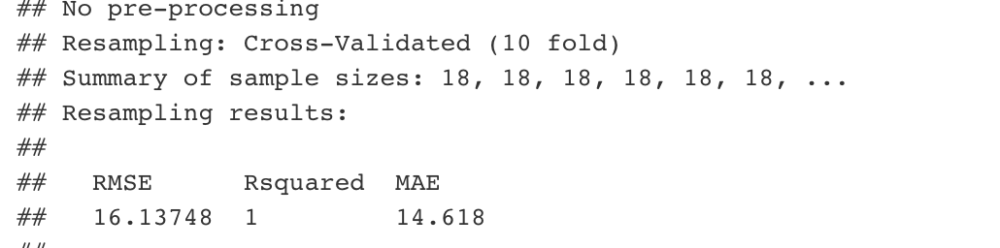 ## No pre-processing
## Resampling: Cross-Validated (10 fold)
## Summary of sample sizes: 18, 18, 18, 18, 18, 18, ...
## Resampling results:
##
##   RMSE      Rsquared  MAE
##   16.13748  1         14.618
##